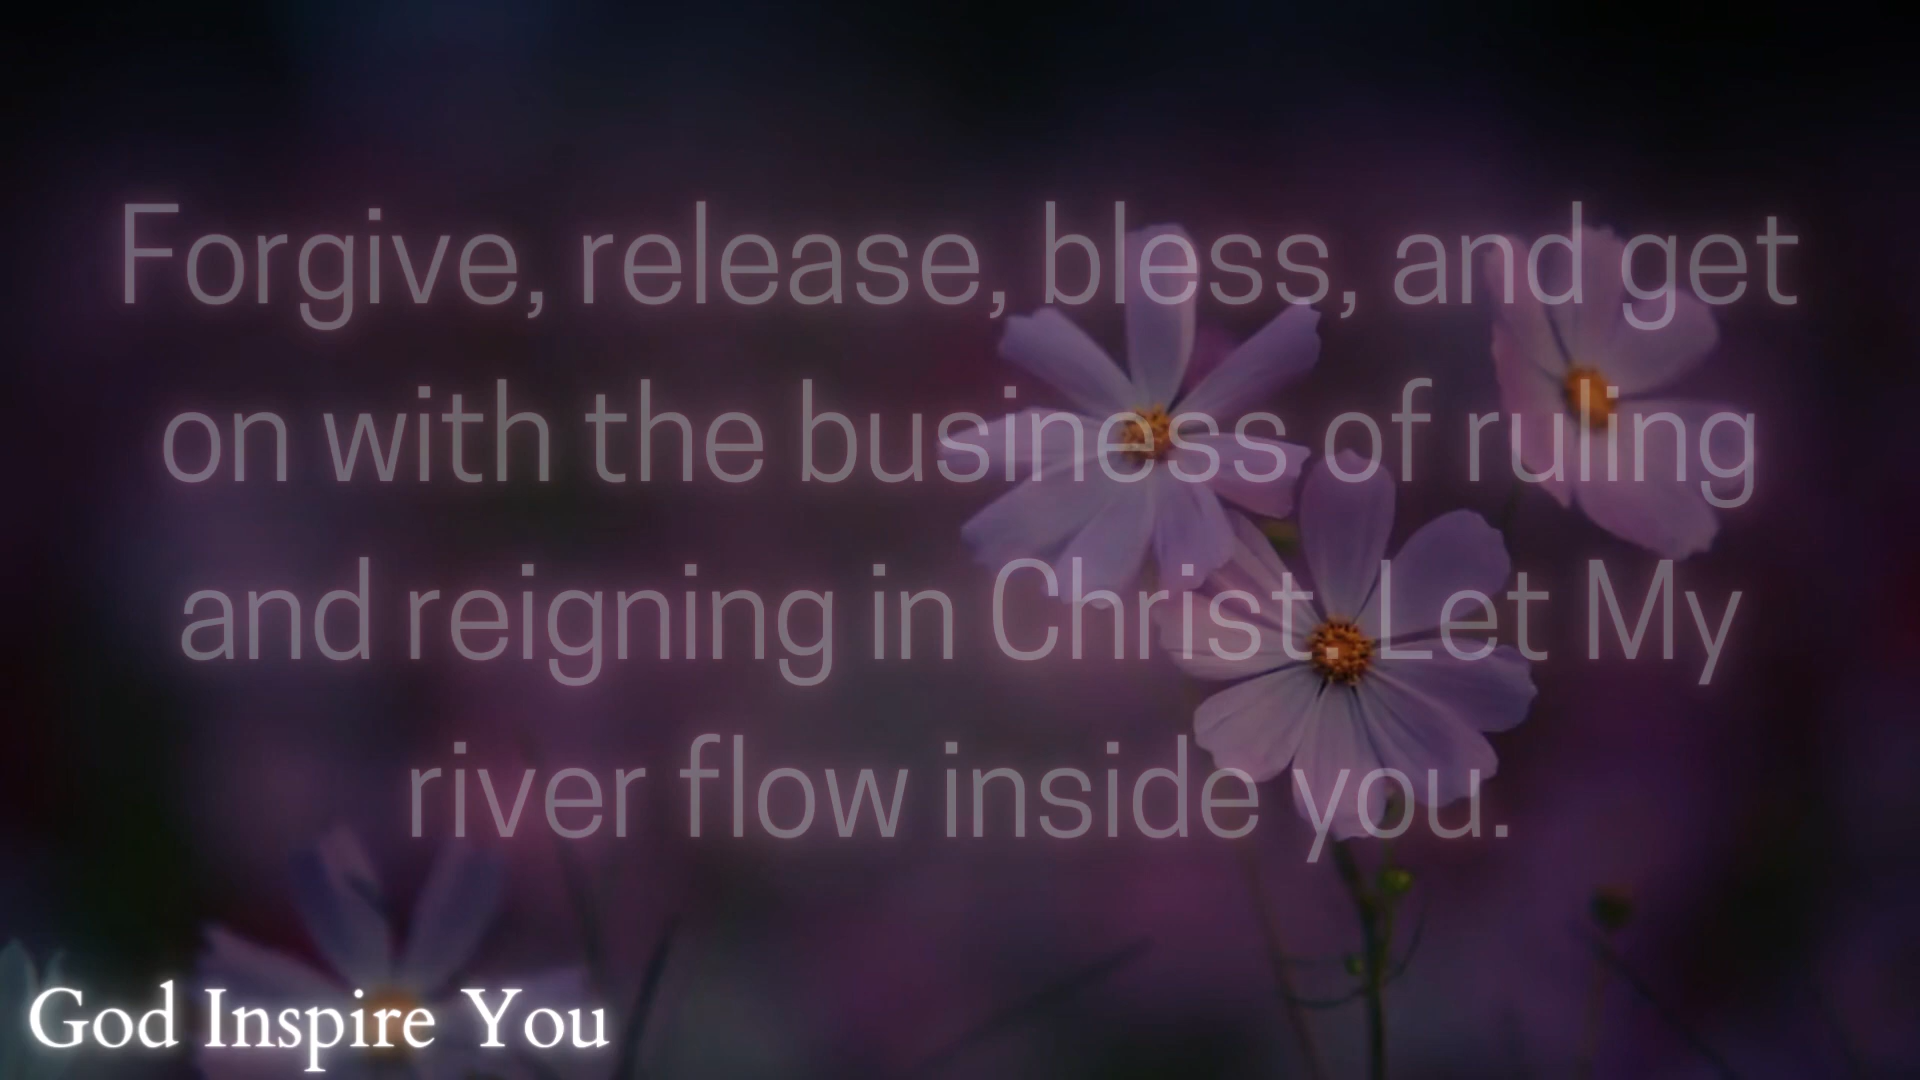 Forgive, release, bless, and get
on with the business of ruling
and reigning in Christ. Let My
river flow inside you.
God Inspire You